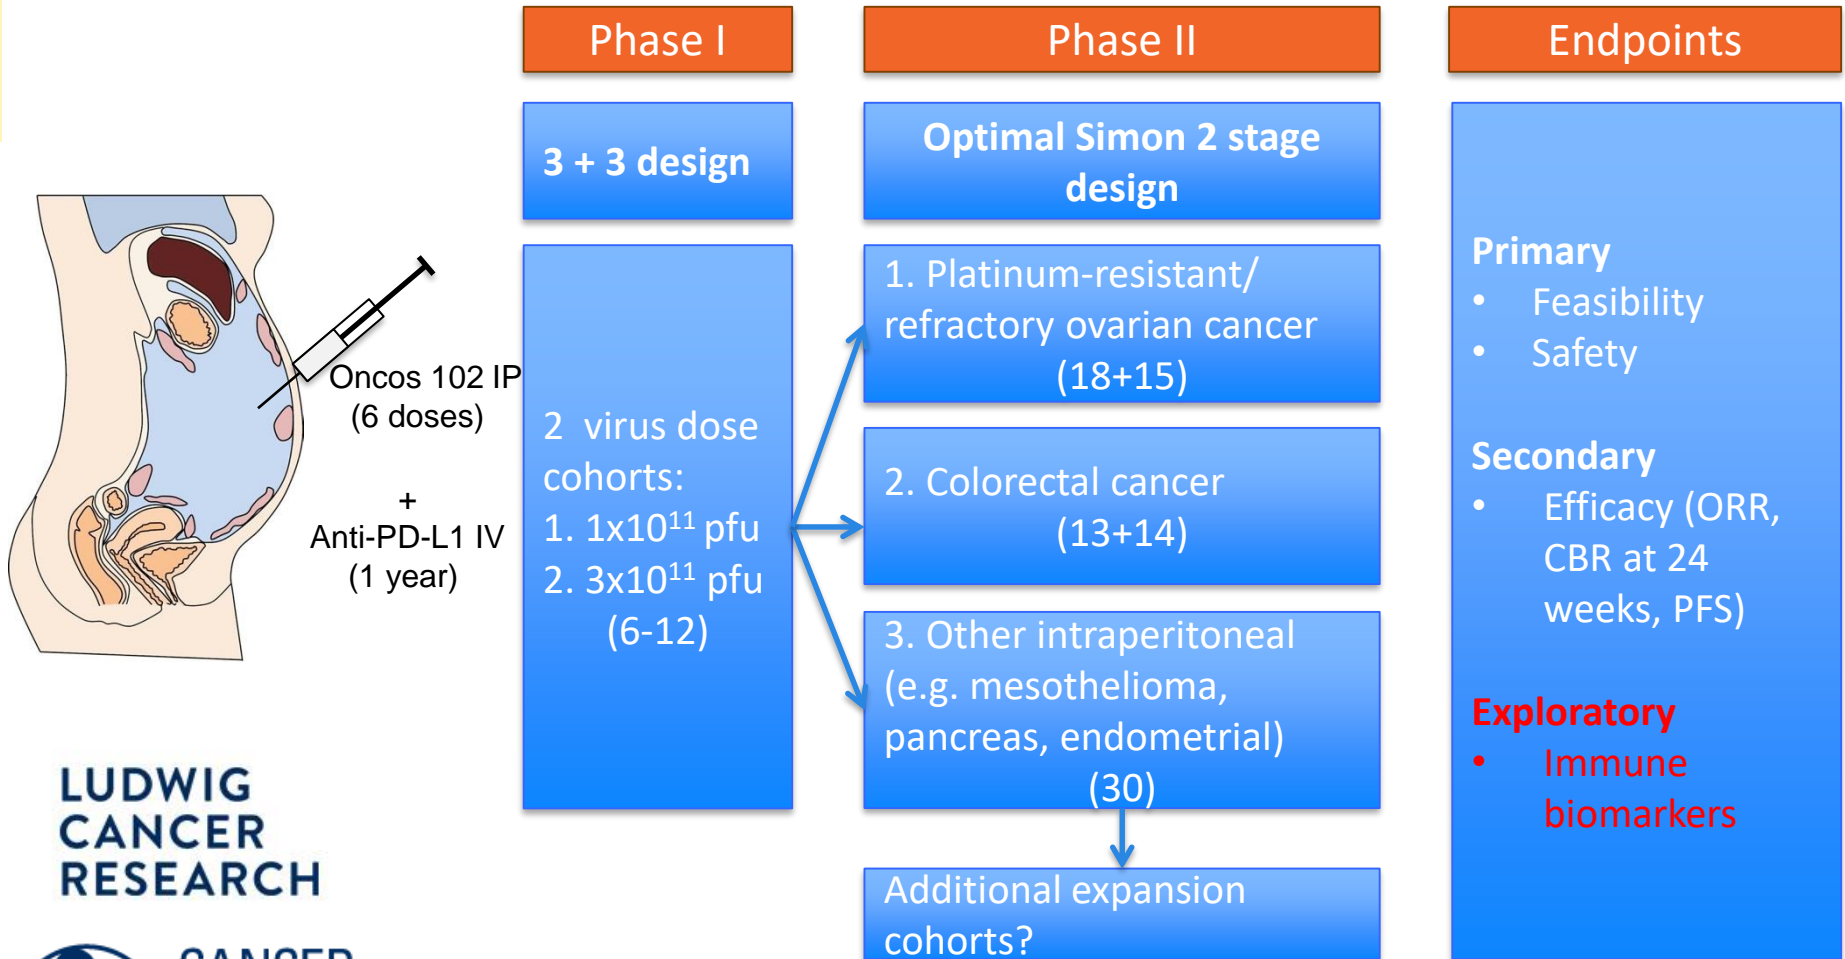 Phase I
Phase II
Endpoints
3 + 3 design
Optimal Simon 2 stage
design
Oncos 102 IP
(6 doses)
+
Anti-PD-L1 IV
(1 year)
2 virus dose
cohorts:
1. 1x10¹¹ pfu
2. 3x10¹¹ pfu
(6-12)
1. Platinum-resistant/
refractory ovarian cancer
(18+15)
2. Colorectal cancer
(13+14)
3. Other intraperitoneal
(e.g. mesothelioma,
pancreas, endometrial)
(30)
Additional expansion
cohorts?
Primary
• Feasibility
• Safety
Secondary
• Efficacy (ORR,
CBR at 24
weeks, PFS)
Exploratory
• Immune
biomarkers
LUDWIG
CANCER
RESEARCH
CANCER